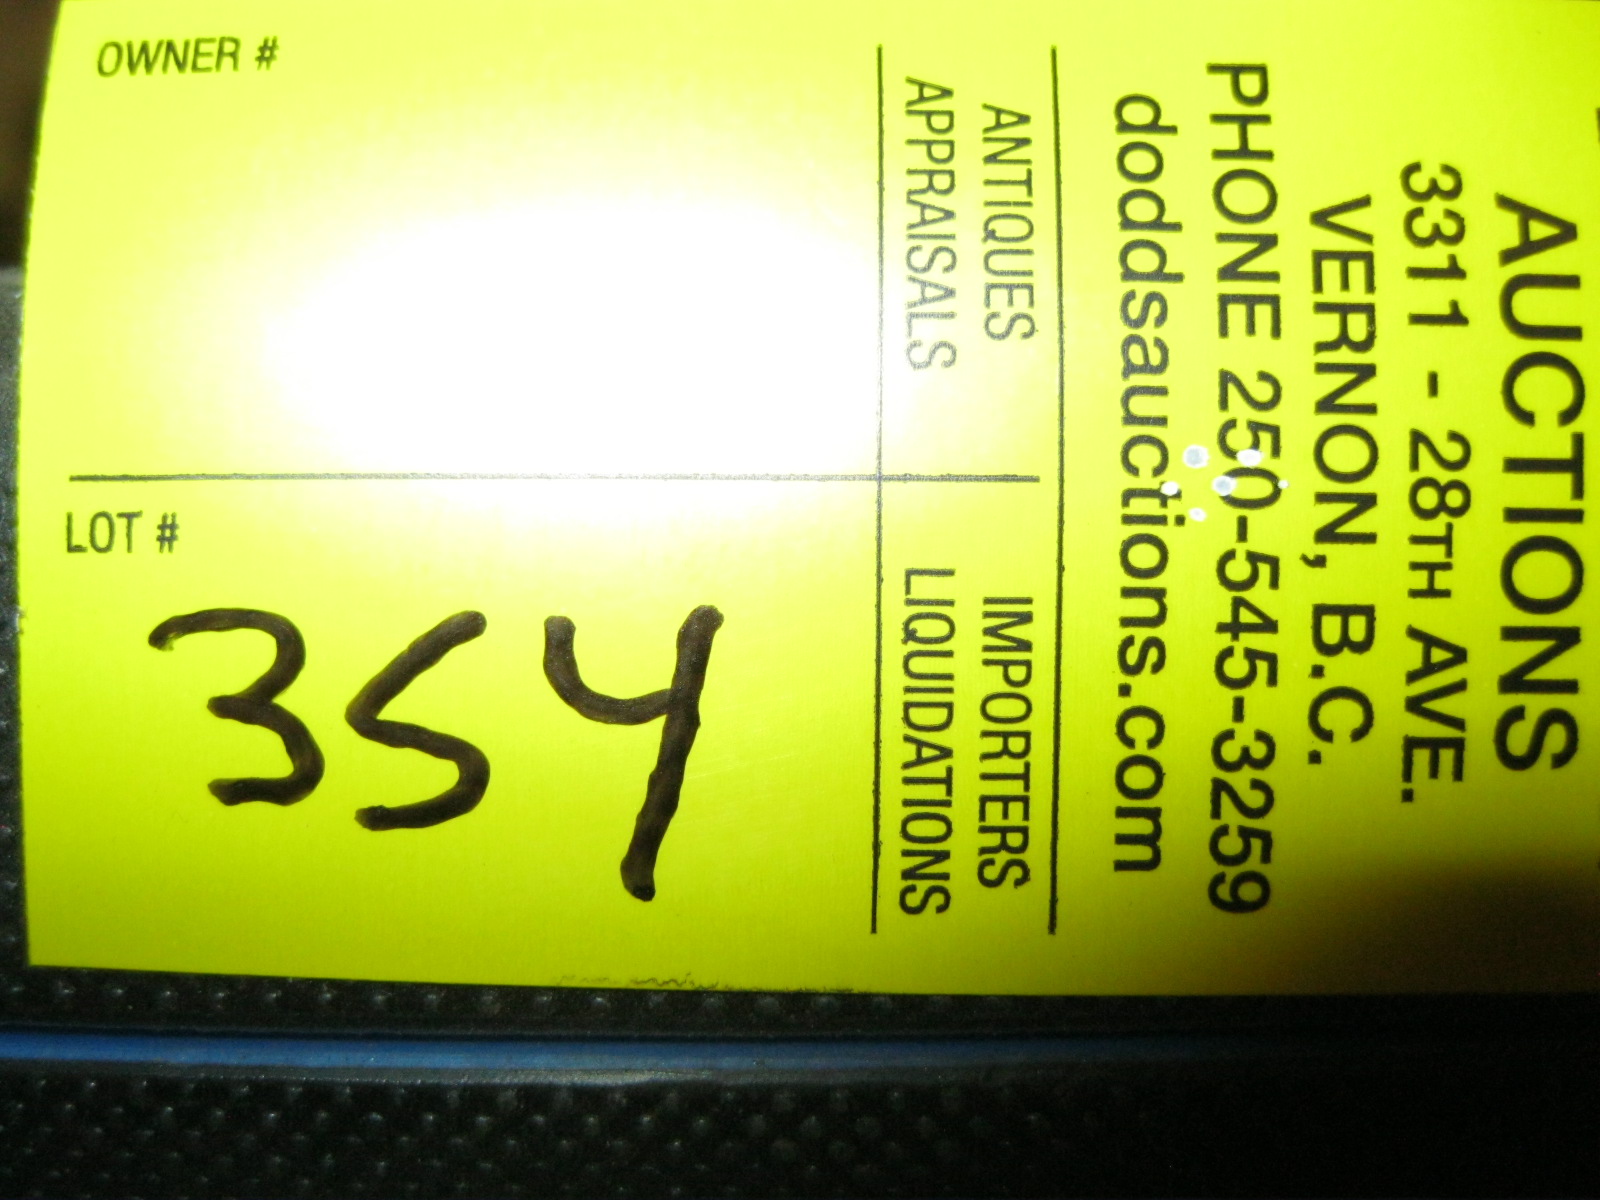 AUCTIONS
3311 - 28TH AVE.
VERNON, B.C.
PHONE 250-545-3259
doddsauctions.com
ANTIQUES IMPORTERS
APPRAISALS LIQUIDATIONS
OWNER #
LOT #
354